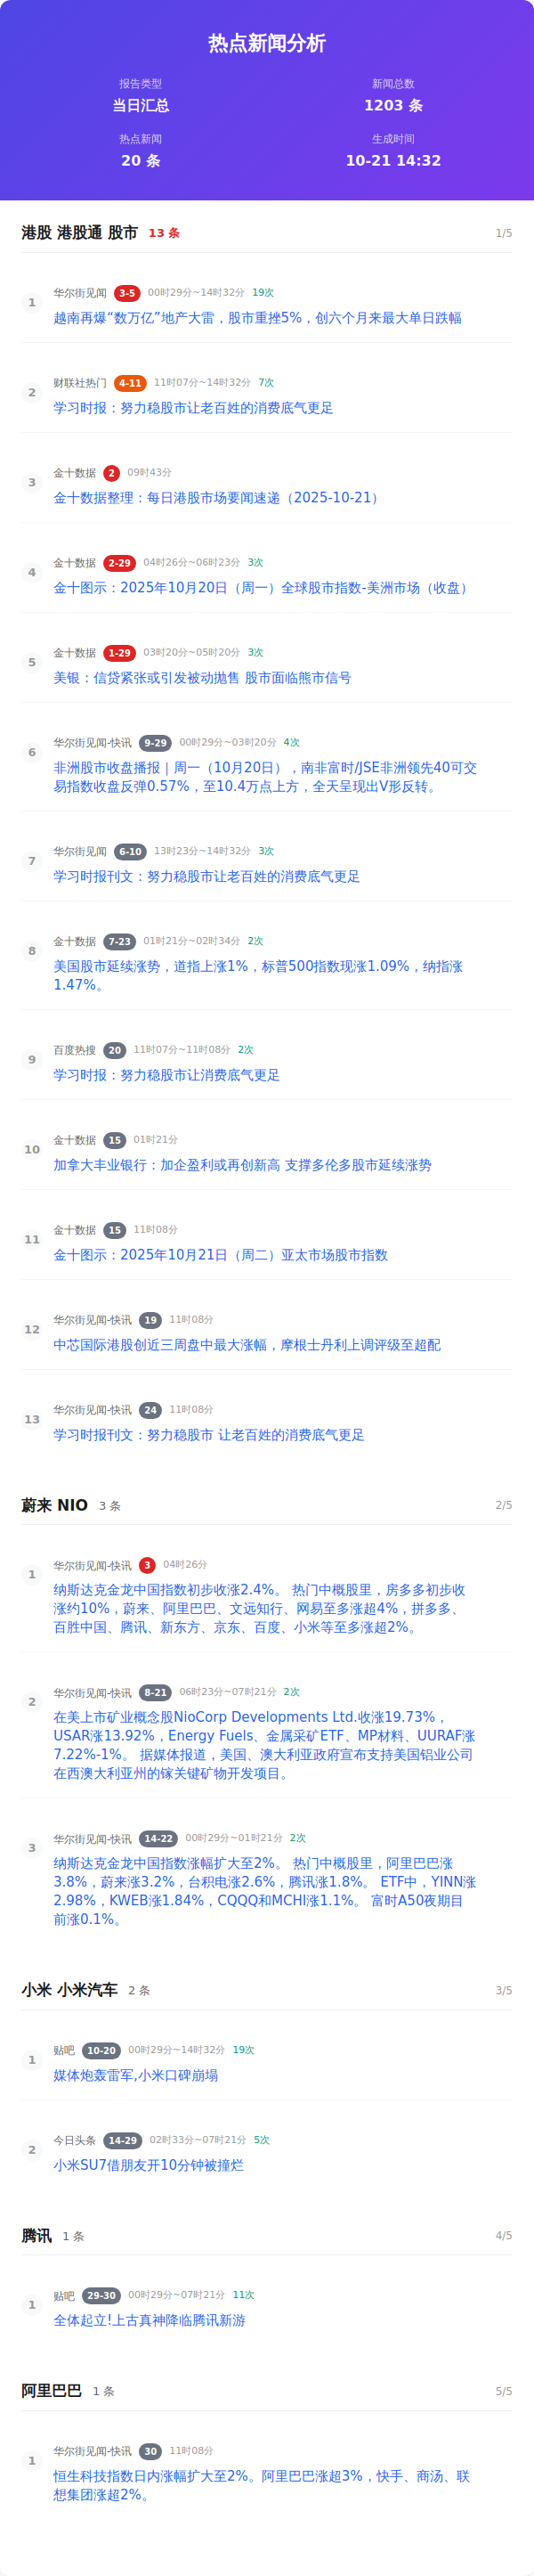 热点新闻分析
报告类型 新闻总数
当日汇总 1203 条
热点新闻 生成时间
20 条 10-21 14:32
港股 港股通 股市 13 条 1/5
华尔街见闻 3-5 00时29分~14时32分 19次
1
越南再爆“数万亿”地产大雷，股市重挫5%，创六个月来最大单日跌幅
财联社热门 4-11 11时07分~14时32分 7次
2
学习时报：努力稳股市让老百姓的消费底气更足
金十数据 2 09时43分
3
金十数据整理：每日港股市场要闻速递（2025-10-21）
金十数据 2-29 04时26分~06时23分 3次
4
金十图示：2025年10月20日（周一）全球股市指数-美洲市场（收盘）
金十数据 1-29 03时20分~05时20分 3次
5
美银：信贷紧张或引发被动抛售 股市面临熊市信号
华尔街见闻-快讯 9-29 00时29分~03时20分 4次
6
非洲股市收盘播报｜周一（10月20日），南非富时/JSE非洲领先40可交
易指数收盘反弹0.57%，至10.4万点上方，全天呈现出V形反转。
华尔街见闻 6-10 13时23分~14时32分 3次
7
学习时报刊文：努力稳股市让老百姓的消费底气更足
金十数据 7-23 01时21分~02时34分 2次
8
美国股市延续涨势，道指上涨1%，标普500指数现涨1.09%，纳指涨
1.47%。
百度热搜 20 11时07分~11时08分 2次
9
学习时报：努力稳股市让消费底气更足
金十数据 15 01时21分
10
加拿大丰业银行：加企盈利或再创新高 支撑多伦多股市延续涨势
金十数据 15 11时08分
11
金十图示：2025年10月21日（周二）亚太市场股市指数
华尔街见闻-快讯 19 11时08分
12
中芯国际港股创近三周盘中最大涨幅，摩根士丹利上调评级至超配
华尔街见闻-快讯 24 11时08分
13
学习时报刊文：努力稳股市 让老百姓的消费底气更足
蔚来 NIO 3 条 2/5
华尔街见闻-快讯 3 04时26分
1
纳斯达克金龙中国指数初步收涨2.4%。 热门中概股里，房多多初步收
涨约10%，蔚来、阿里巴巴、文远知行、网易至多涨超4%，拼多多、
百胜中国、腾讯、新东方、京东、百度、小米等至多涨超2%。
华尔街见闻-快讯 8-21 06时23分~07时21分 2次
2
在美上市矿业概念股NioCorp Developments Ltd.收涨19.73%，
USAR涨13.92%，Energy Fuels、金属采矿ETF、MP材料、UURAF涨
7.22%-1%。 据媒体报道，美国、澳大利亚政府宣布支持美国铝业公司
在西澳大利亚州的镓关键矿物开发项目。
华尔街见闻-快讯 14-22 00时29分~01时21分 2次
3
纳斯达克金龙中国指数涨幅扩大至2%。 热门中概股里，阿里巴巴涨
3.8%，蔚来涨3.2%，台积电涨2.6%，腾讯涨1.8%。 ETF中，YINN涨
2.98%，KWEB涨1.84%，CQQQ和MCHI涨1.1%。 富时A50夜期目
前涨0.1%。
小米 小米汽车 2 条 3/5
贴吧 10-20 00时29分~14时32分 19次
1
媒体炮轰雷军,小米口碑崩塌
今日头条 14-29 02时33分~07时21分 5次
2
小米SU7借朋友开10分钟被撞烂
腾讯 1 条 4/5
贴吧 29-30 00时29分~07时21分 11次
1
全体起立!上古真神降临腾讯新游
阿里巴巴 1 条 5/5
华尔街见闻-快讯 30 11时08分
1
恒生科技指数日内涨幅扩大至2%。阿里巴巴涨超3%，快手、商汤、联
想集团涨超2%。